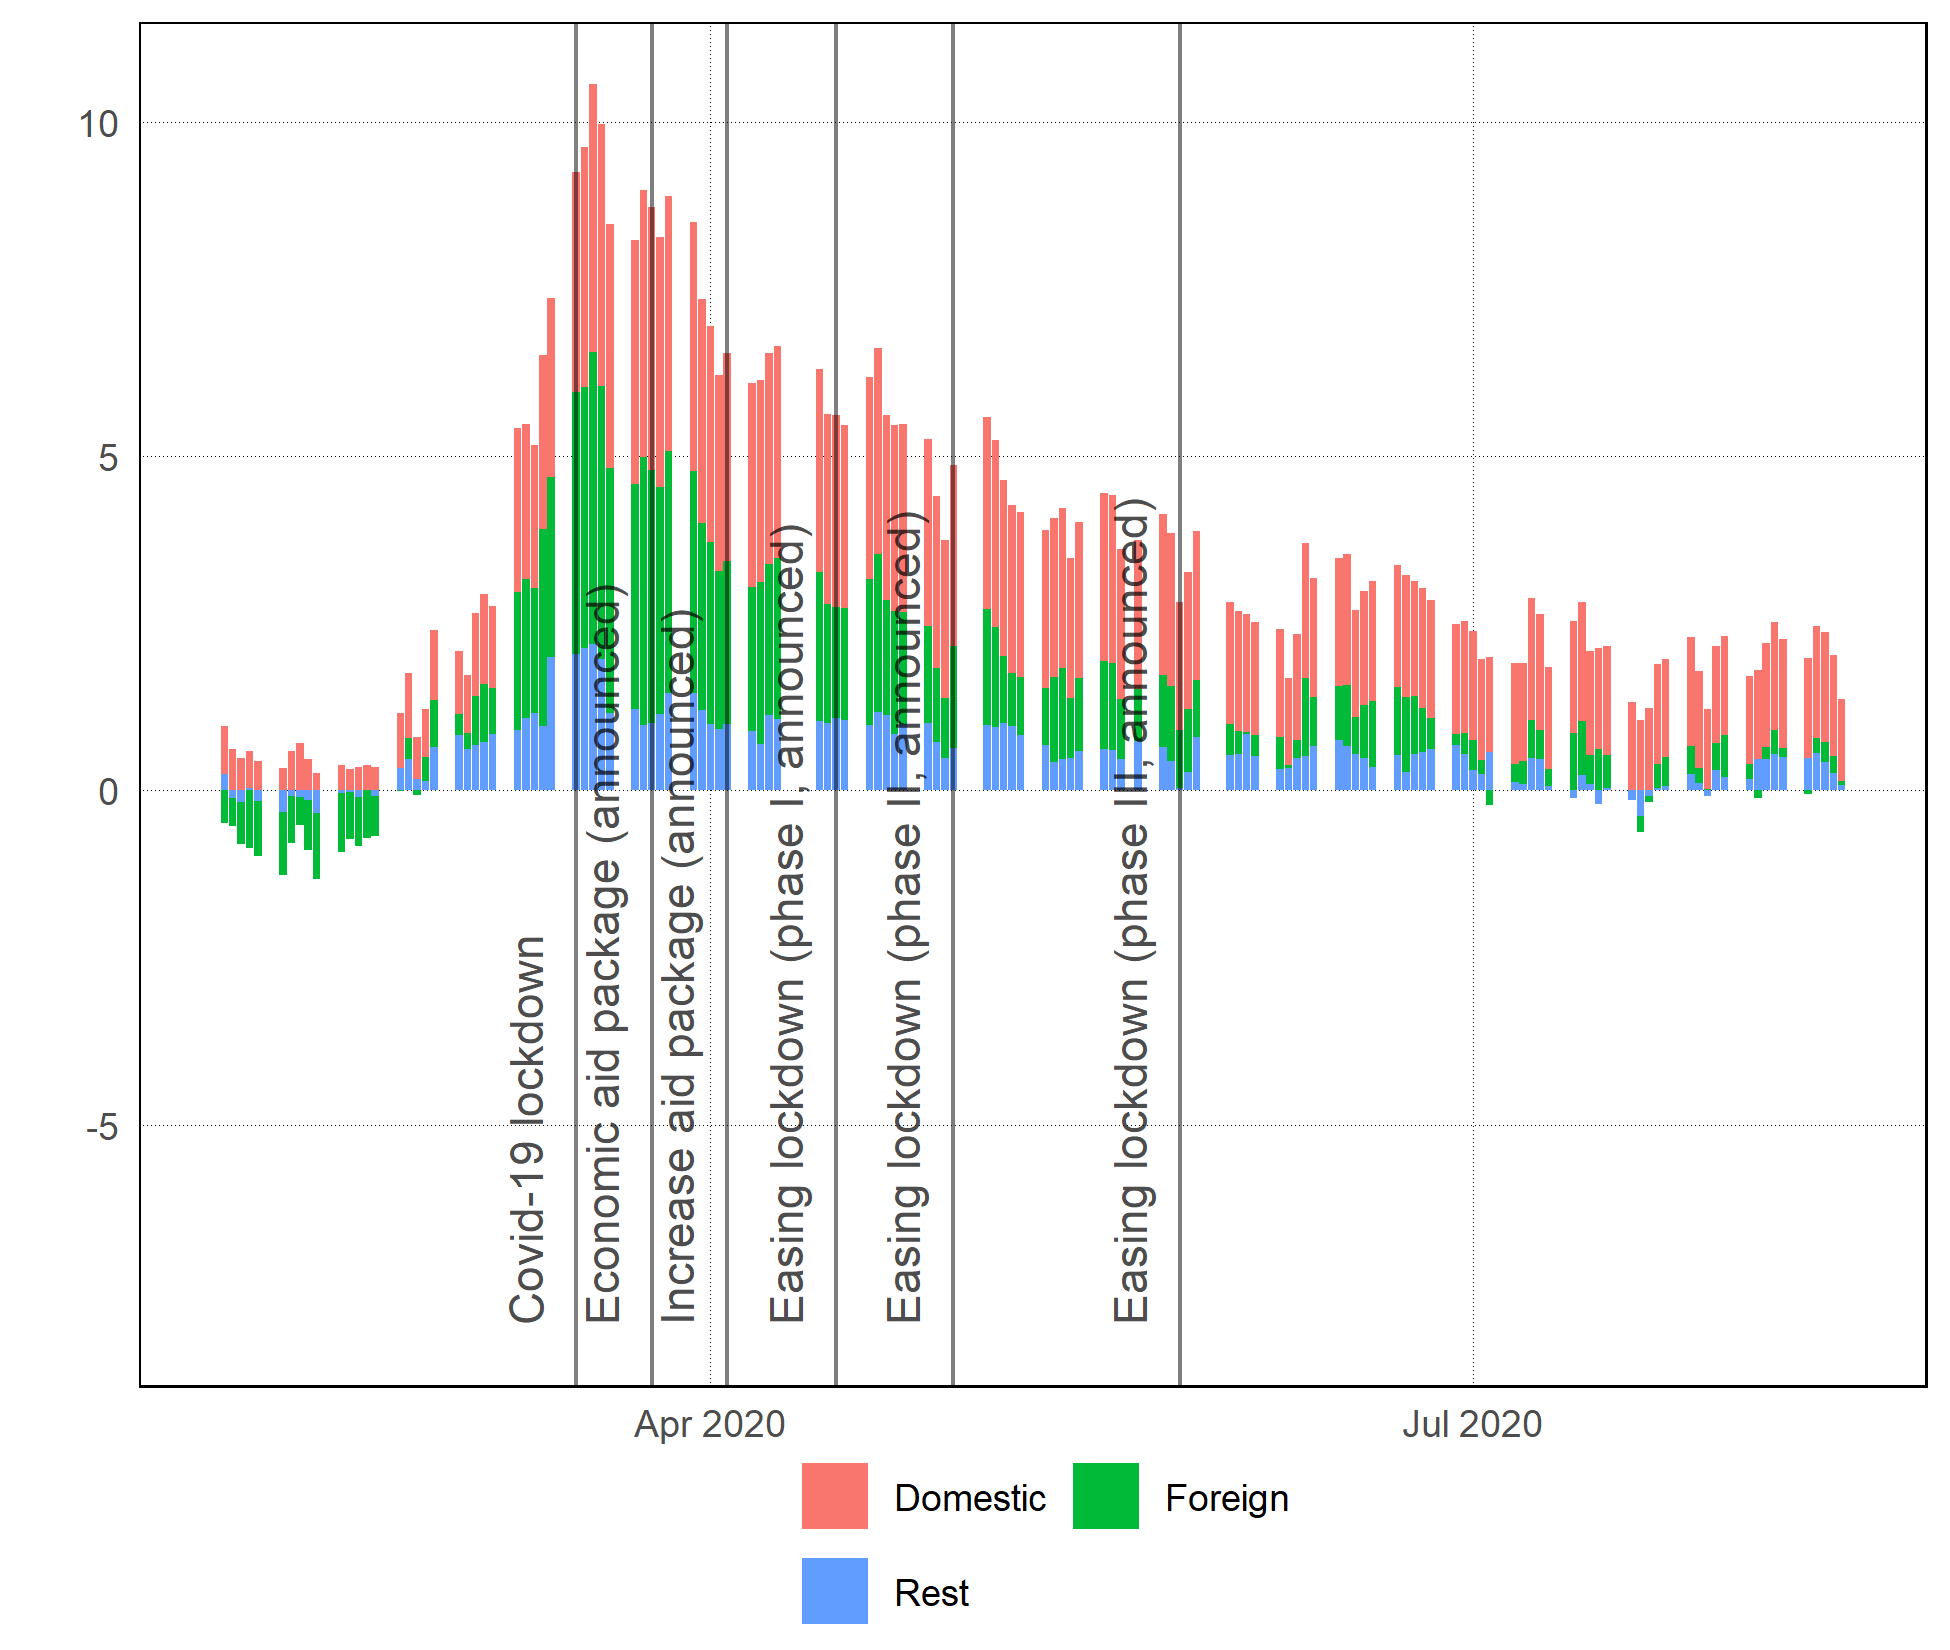 10
5
0
-5
Covid-19 lockdown
Economic aid package (announced)
Increase aid package (announced)
Easing lockdown (phase I, announced)
Easing lockdown (phase II, announced)
Easing lockdown (phase III, announced)
Apr 2020
Jul 2020
Domestic
Foreign
Rest